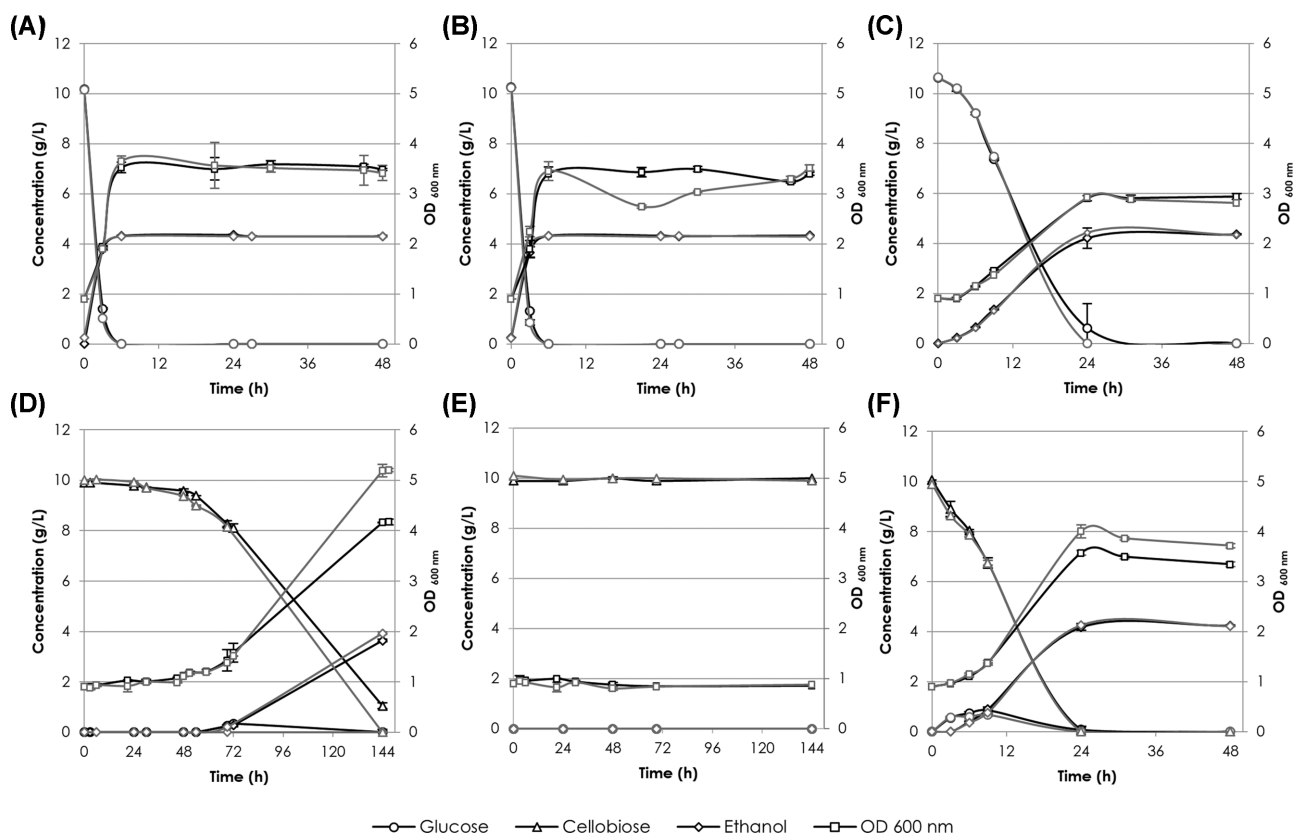 (A)
12
10
8
6
4
2
0
Concentration (g/L)
6
5
4
3
2
1
0
OD 600 nm
0 12 24 36 48
Time (h)
(B)
12
10
8
6
4
2
0
Concentration (g/L)
6
5
4
3
2
1
0
OD 600 nm
0 12 24 36 48
Time (h)
(C)
12
10
8
6
4
2
0
Concentration (g/L)
6
5
4
3
2
1
0
OD 600 nm
0 12 24 36 48
Time (h)
(D)
12
10
8
6
4
2
0
Concentration (g/L)
6
5
4
3
2
1
0
OD 600 nm
0 24 48 72 96 120 144
Time (h)
(E)
12
10
8
6
4
2
0
Concentration (g/L)
6
5
4
3
2
1
0
OD 600 nm
0 24 48 72 96 120 144
Time (h)
(F)
12
10
8
6
4
2
0
Concentration (g/L)
6
5
4
3
2
1
0
OD 600 nm
0 12 24 36 48
Time (h)
Glucose Cellobiose Ethanol OD 600 nm